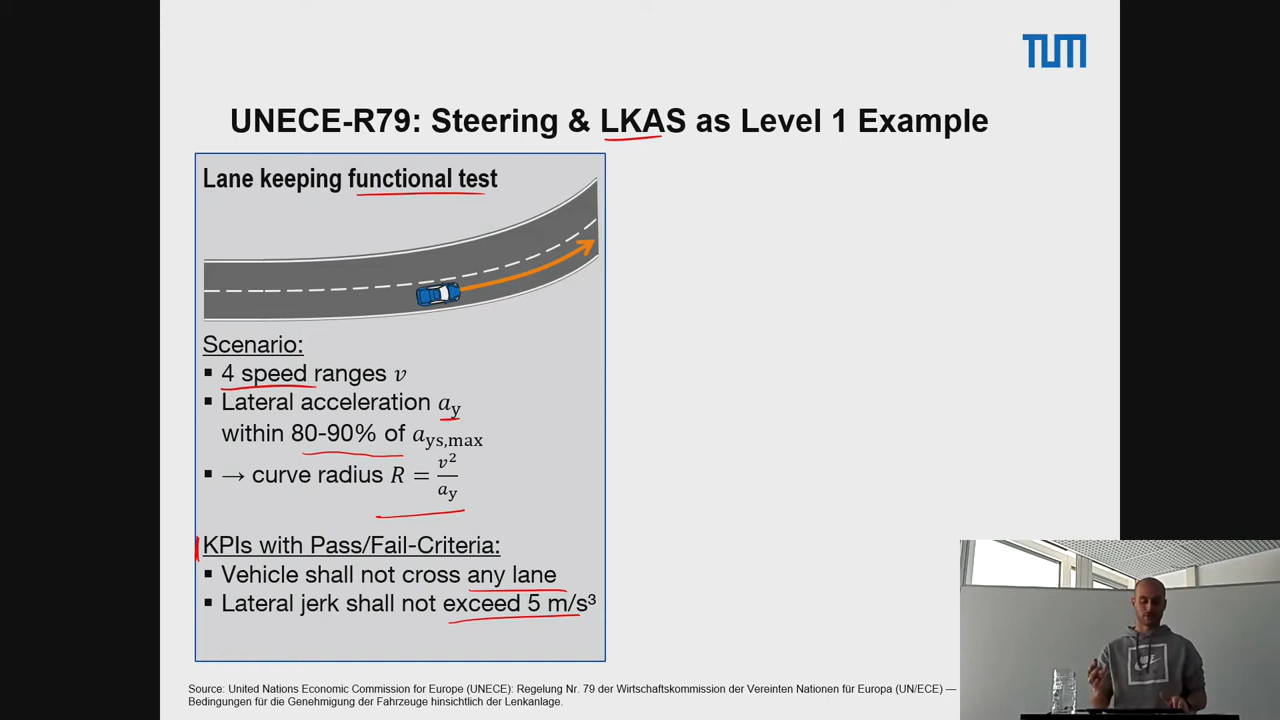 TUM
UNECE-R79: Steering & LKAS as Level 1 Example
Lane keeping functional test
Scenario:
▪ 4 speed ranges v
▪ Lateral acceleration a_y
within 80-90% of a_ys,max
▪ → curve radius R = v²/a_y
KPIs with Pass/Fail-Criteria:
▪ Vehicle shall not cross any lane
▪ Lateral jerk shall not exceed 5 m/s³
Source: United Nations Economic Commission for Europe (UNECE): Regelung Nr. 79 der Wirtschaftskommission der Vereinten Nationen für Europa (UN/ECE) —
Bedingungen für die Genehmigung der Fahrzeuge hinsichtlich der Lenkanlage.